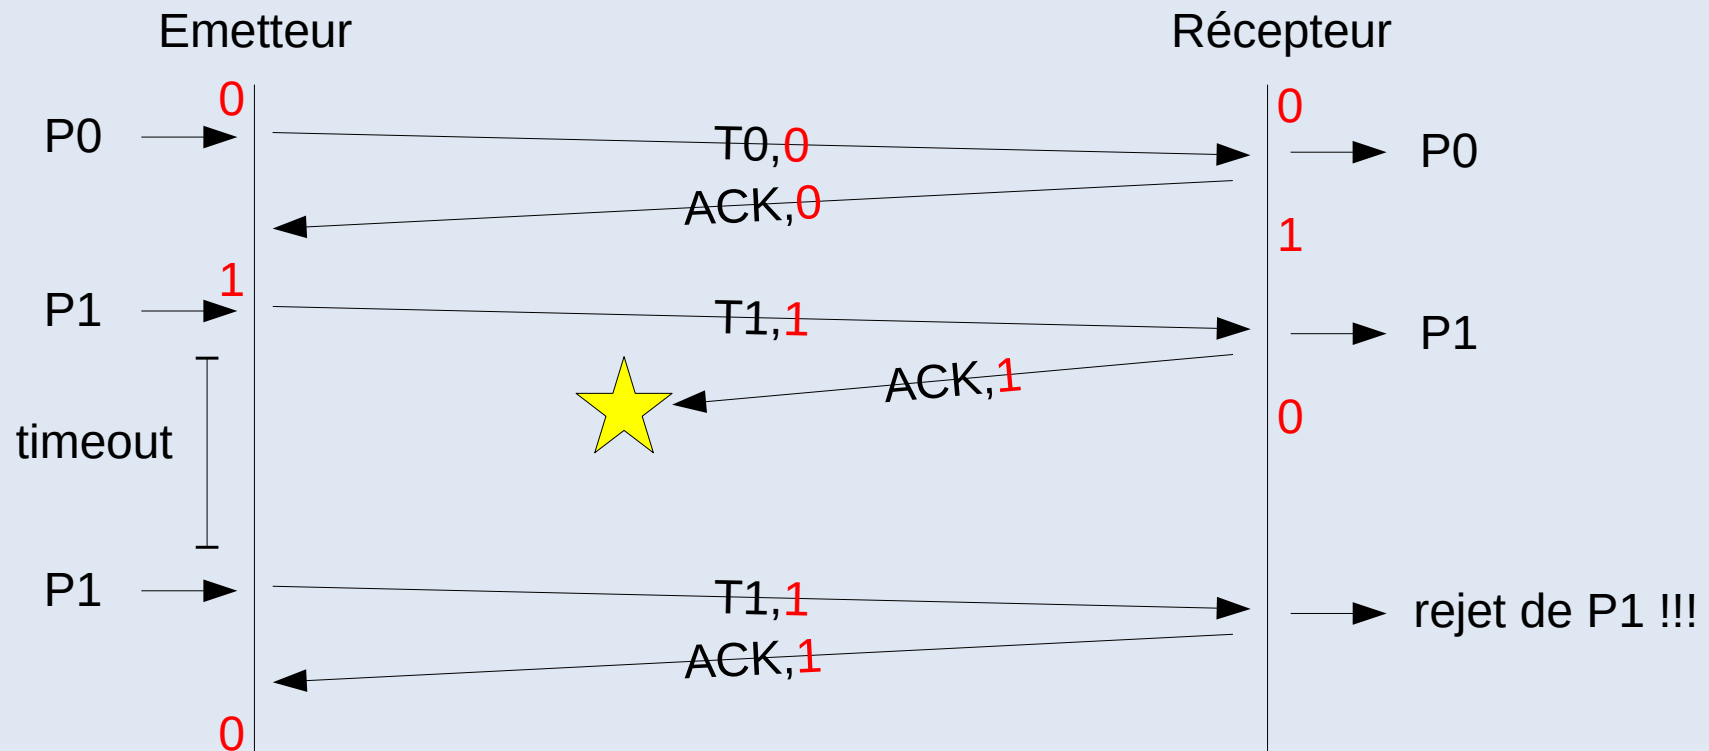 Emetteur Récepteur
0 0
P0 T0,0 P0
ACK,0
1
1
P1 T1,1 P1
ACK,1
0
timeout
P1 T1,1 rejet de P1 !!!
ACK,1
0